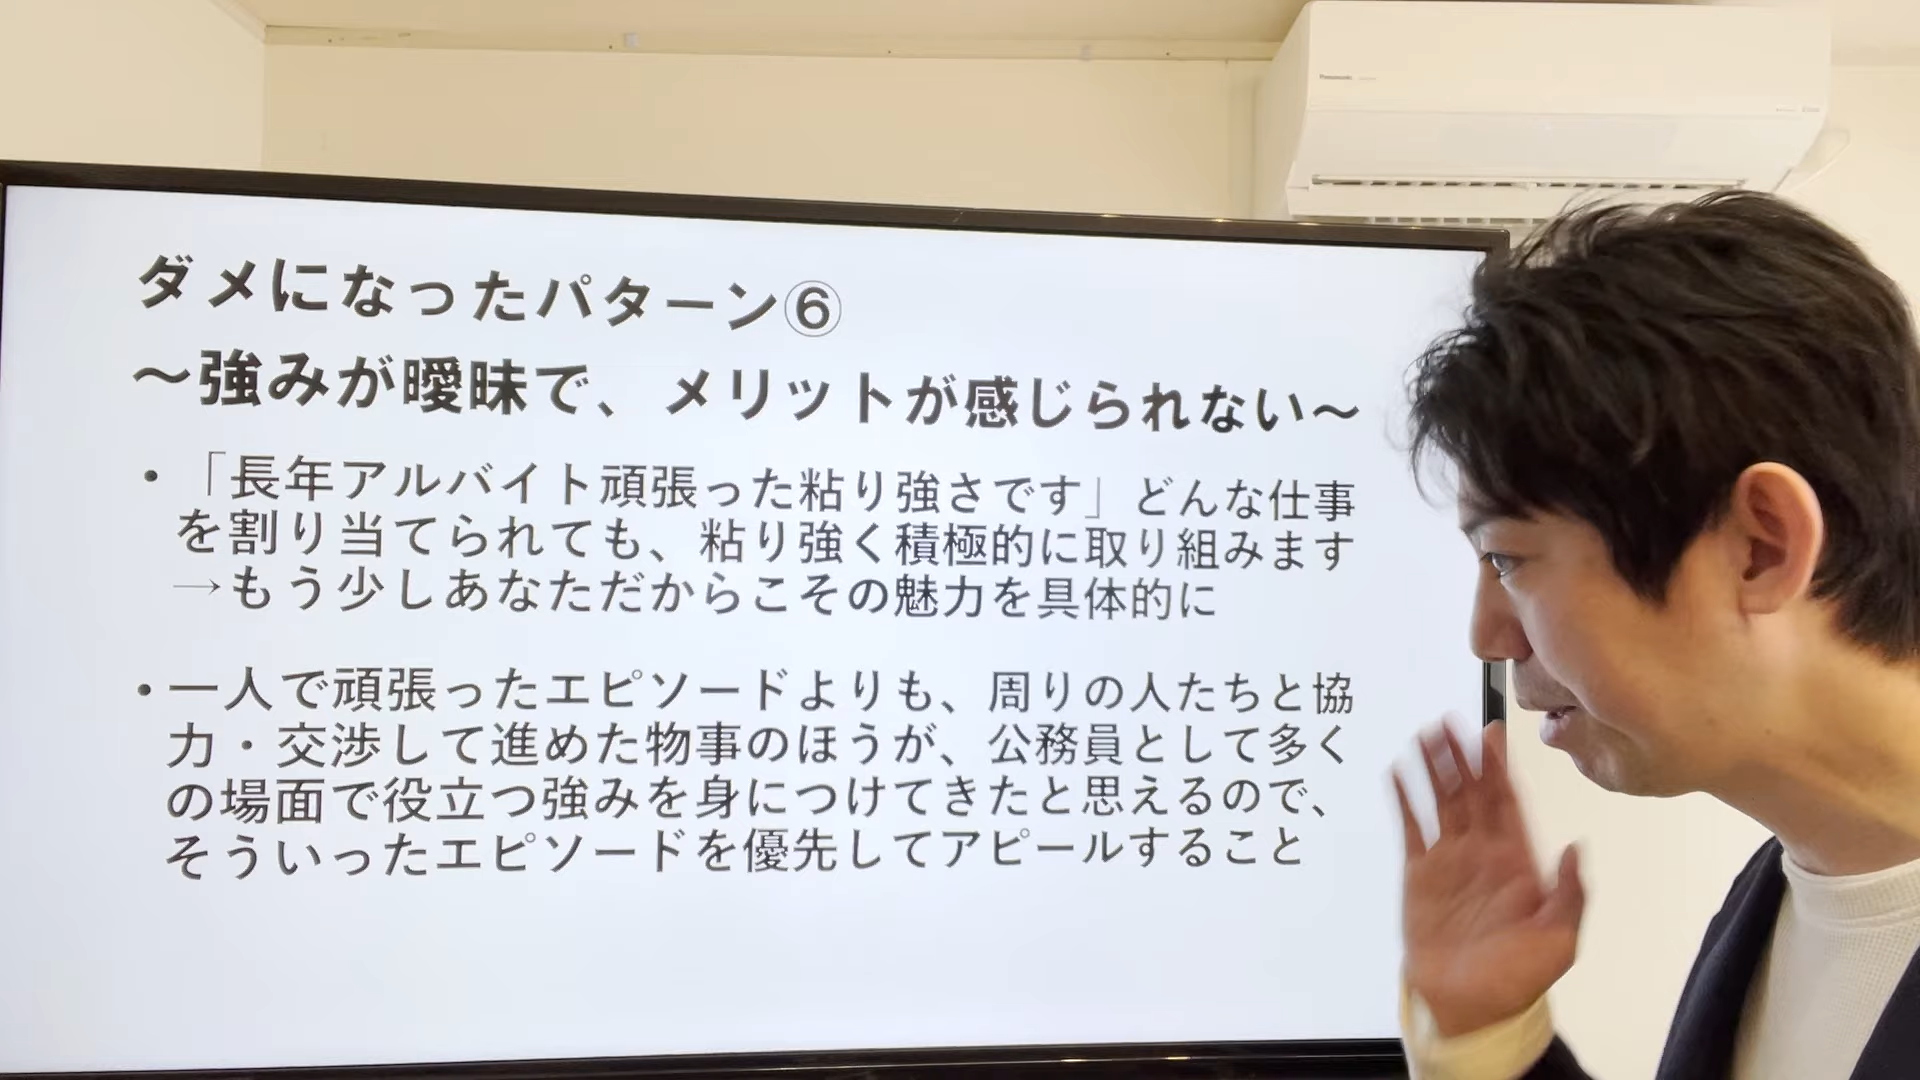 Panasonic
ダメになったパターン⑥
～強みが曖昧で、メリットが感じられない～
・「長年アルバイト頑張った粘り強さです」どんな仕事
を割り当てられても、粘り強く積極的に取り組みます
→もう少しあなただからこその魅力を具体的に
・一人で頑張ったエピソードよりも、周りの人たちと協
力・交渉して進めた物事のほうが、公務員として多く
の場面で役立つ強みを身につけてきたと思えるので、
そういったエピソードを優先してアピールすること